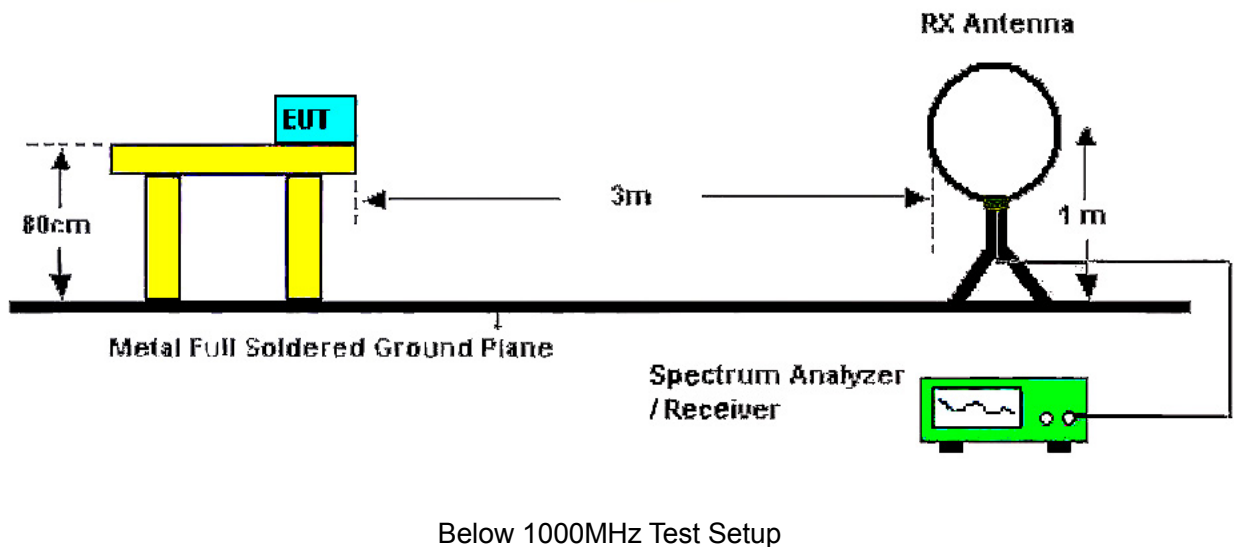 RX Antenna
EUT
80cm
3m
1 m
Metal Full Soldered Ground Plane
Spectrum Analyzer
/ Receiver
Below 1000MHz Test Setup